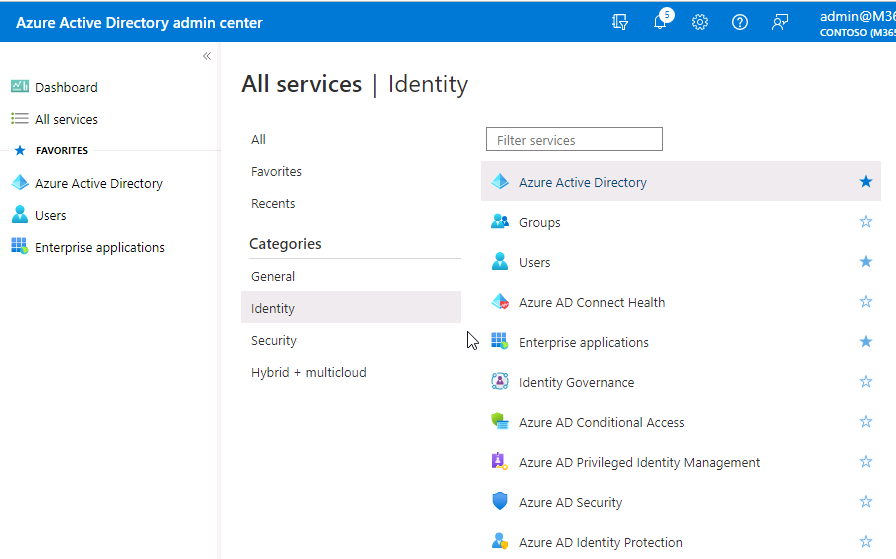 Azure Active Directory admin center
5
admin@M36
CONTOSO (M365
«
Dashboard
All services
FAVORITES
Azure Active Directory
Users
Enterprise applications
All services | Identity
All
Favorites
Recents
Categories
General
Identity
Security
Hybrid + multicloud
Filter services
Azure Active Directory
Groups
Users
Azure AD Connect Health
Enterprise applications
Identity Governance
Azure AD Conditional Access
Azure AD Privileged Identity Management
Azure AD Security
Azure AD Identity Protection